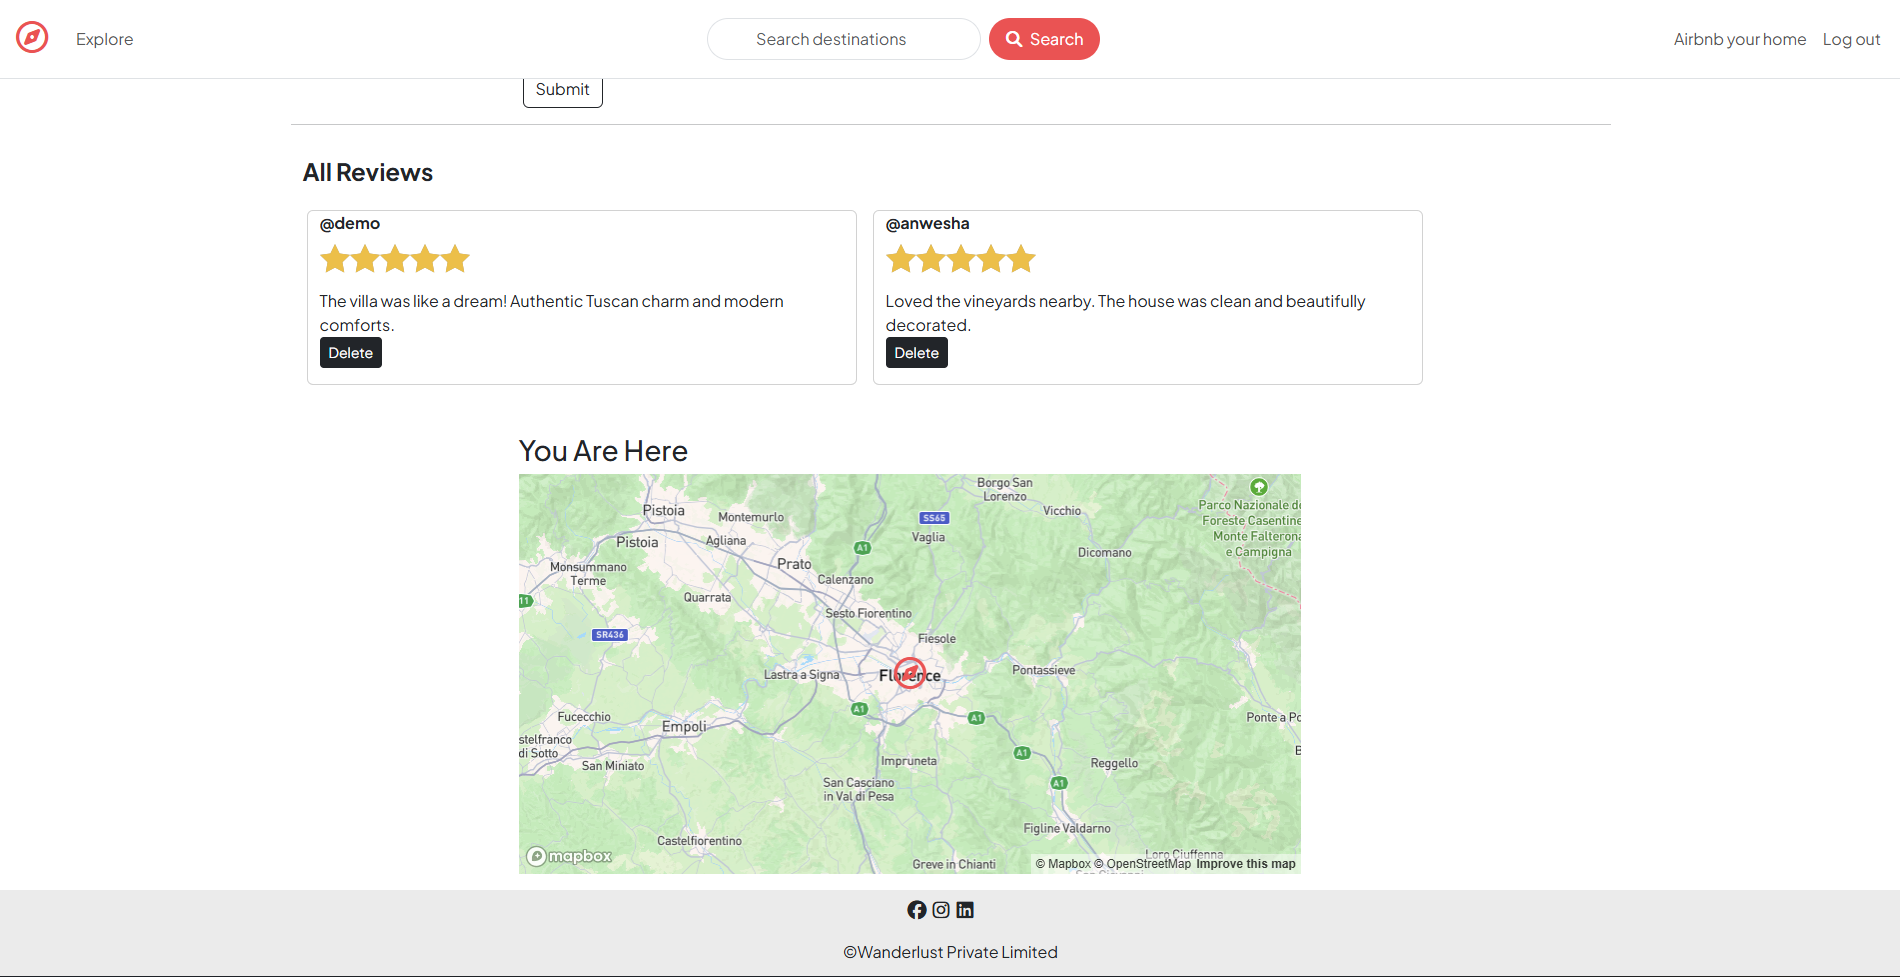 Explore
Search destinations
Search
Airbnb your home
Log out
Submit
All Reviews
@demo
The villa was like a dream! Authentic Tuscan charm and modern
comforts.
Delete
@anwesha
Loved the vineyards nearby. The house was clean and beautifully
decorated.
Delete
You Are Here
Borgo San
Lorenzo
Parco Nazionale de
Foreste Casentine
Monte Falterona
e Campigna
Pistoia
Montemurlo
SS65
Vicchio
Pistoia
Agliana
Vaglia
A1
Dicomano
Monsummano
Terme
Prato
Calenzano
11
Quarrata
Sesto Fiorentino
SR436
Fiesole
Lastra a Signa
Florence
Pontassieve
A1
A1
Fucecchio
Empoli
Ponte a Po
stelfranco
di Sotto
San Miniato
A1
Impruneta
Reggello
San Casciano
in Val di Pesa
A1
Figline Valdarno
Castelfiorentino
Loro Ciuffenna
mapbox
Greve in Chianti
© Mapbox © OpenStreetMap Improve this map
©Wanderlust Private Limited